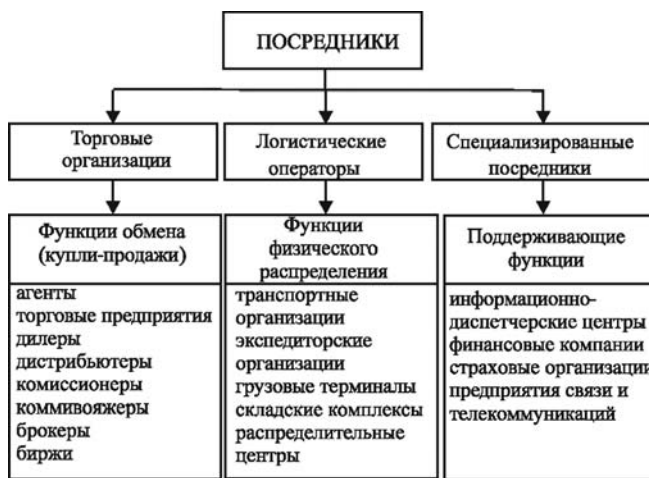 ПОСРЕДНИКИ
Торговые
организации
Логистические
операторы
Специализированные
посредники
Функции обмена
(купли-продажи)
Функции
физического
распределения
Поддерживающие
функции
агенты
торговые предприятия
дилеры
дистрибьютеры
комиссионеры
коммивояжеры
брокеры
биржи
транспортные
организации
экспедиторские
организации
грузовые терминалы
складские комплексы
распределительные
центры
информационно-
диспетчерские центры
финансовые компании
страховые организации
предприятия связи и
телекоммуникаций